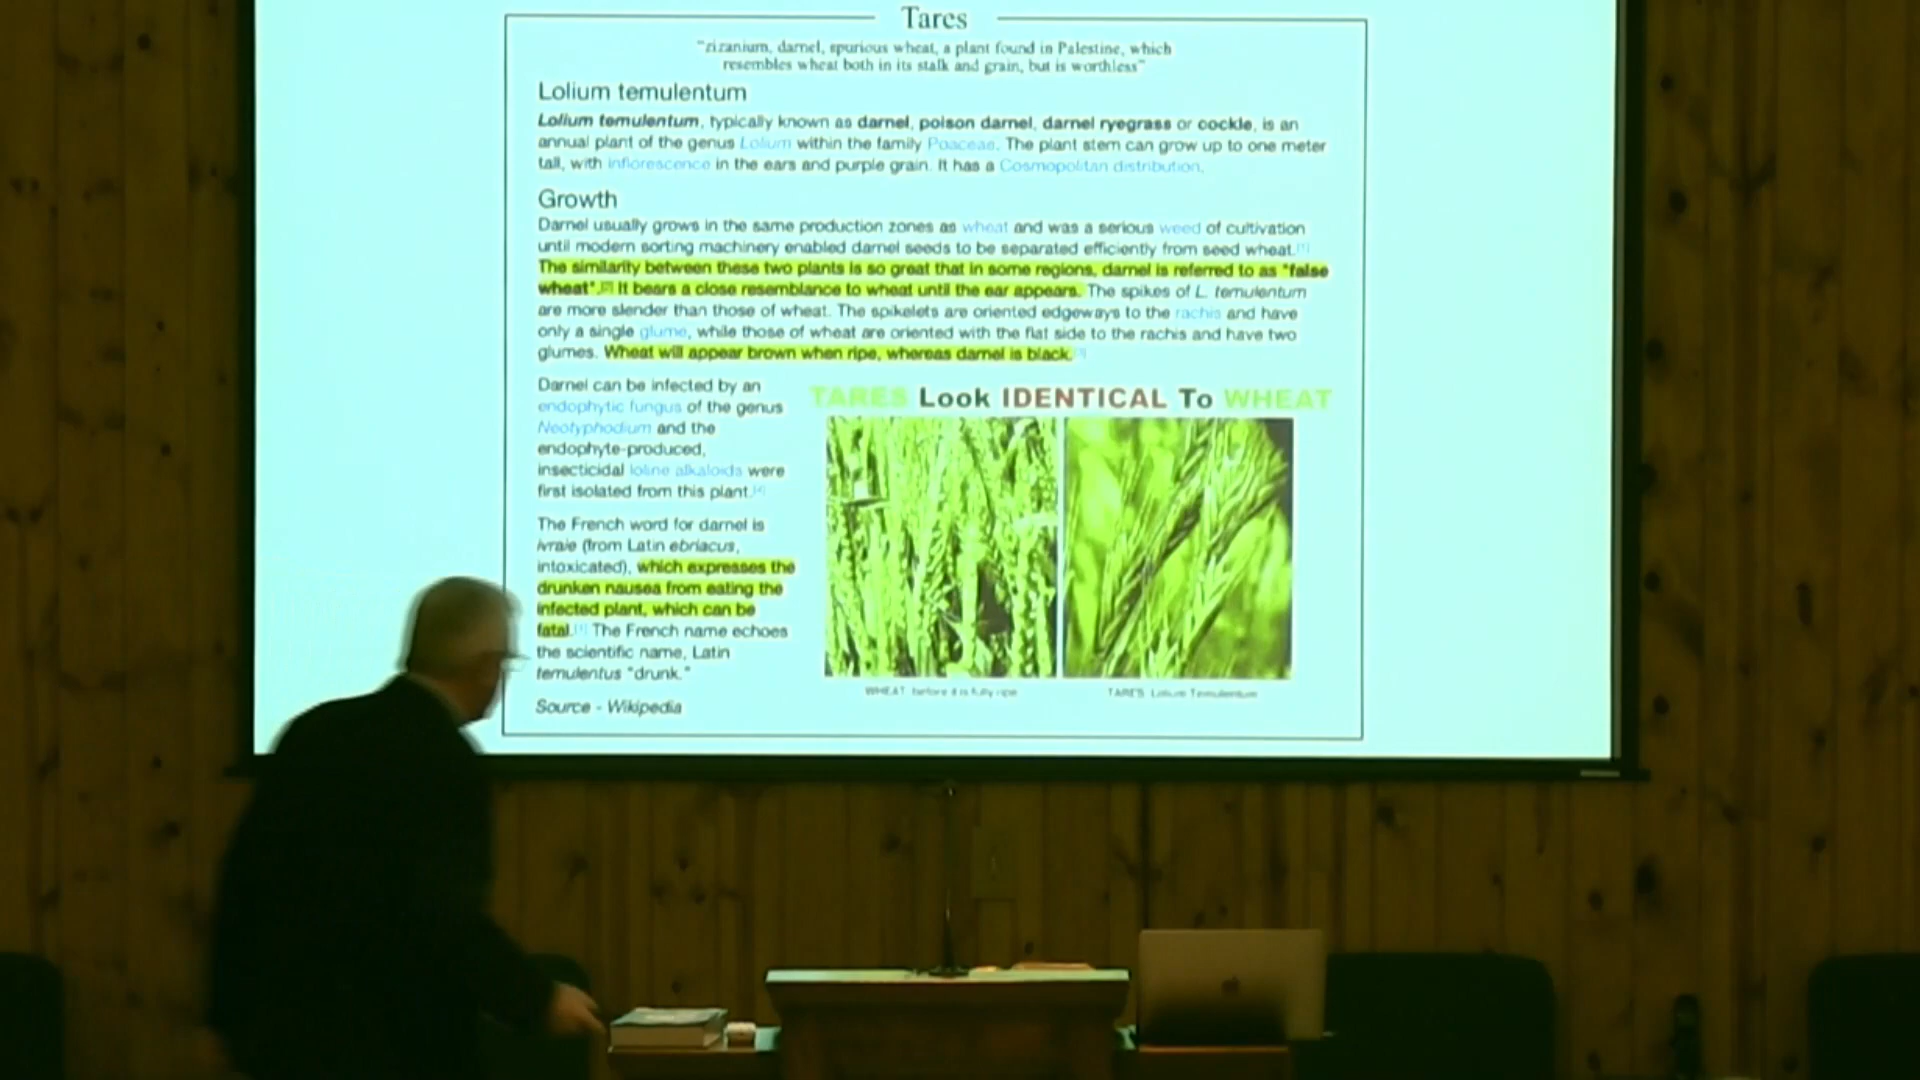 Tares
"zizanium, darnel, spurious wheat, a plant found in Palestine, which
resembles wheat both in its stalk and grain, but is worthless"
Lolium temulentum
Lolium temulentum, typically known as darnel, poison darnel, darnel ryegrass or cockle, is an
annual plant of the genus Lolium within the family Poaceae. The plant stem can grow up to one meter
tall, with inflorescence in the ears and purple grain. It has a Cosmopolitan distribution.
Growth
Darnel usually grows in the same production zones as wheat and was a serious weed of cultivation
until modern sorting machinery enabled darnel seeds to be separated efficiently from seed wheat.[1]
The similarity between these two plants is so great that in some regions, darnel is referred to as "false
wheat".[2] It bears a close resemblance to wheat until the ear appears. The spikes of L. temulentum
are more slender than those of wheat. The spikelets are oriented edgeways to the rachis and have
only a single glume, while those of wheat are oriented with the flat side to the rachis and have two
glumes. Wheat will appear brown when ripe, whereas darnel is black.
Darnel can be infected by an
endophytic fungus of the genus
Neotyphodium and the
endophyte-produced,
insecticidal loline alkaloids were
first isolated from this plant.[4]
The French word for darnel is
ivraie (from Latin ebriacus,
intoxicated), which expresses the
drunken nausea from eating the
infected plant, which can be
fatal. The French name echoes
the scientific name, Latin
temulentus "drunk."
Source - Wikipedia
TARES Look IDENTICAL To WHEAT
WHEAT before it is fully ripe
TARES Lolium Temulentum